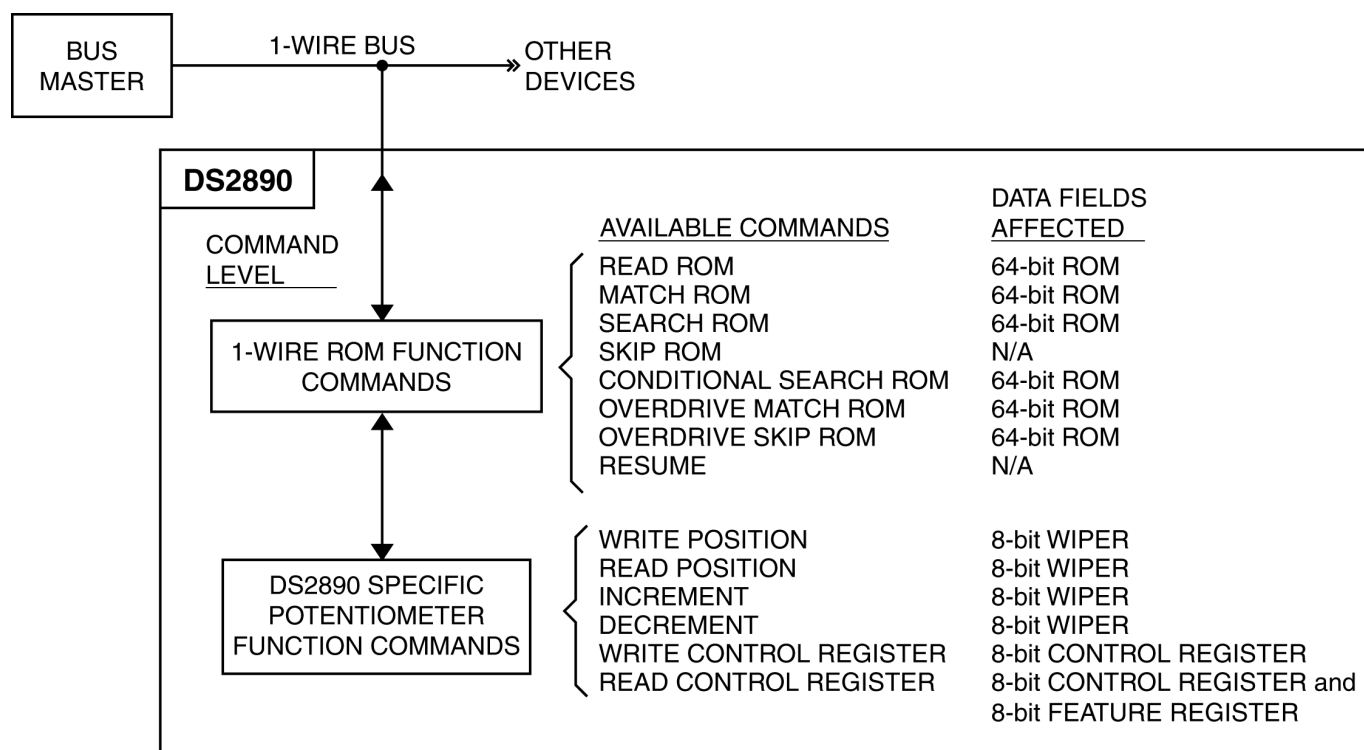 BUS
MASTER
1-WIRE BUS
OTHER
DEVICES
DS2890
COMMAND
LEVEL
AVAILABLE COMMANDS
DATA FIELDS
AFFECTED
READ ROM 64-bit ROM
MATCH ROM 64-bit ROM
SEARCH ROM 64-bit ROM
SKIP ROM N/A
CONDITIONAL SEARCH ROM 64-bit ROM
OVERDRIVE MATCH ROM 64-bit ROM
OVERDRIVE SKIP ROM 64-bit ROM
RESUME N/A
1-WIRE ROM FUNCTION
COMMANDS
WRITE POSITION 8-bit WIPER
READ POSITION 8-bit WIPER
INCREMENT 8-bit WIPER
DECREMENT 8-bit WIPER
WRITE CONTROL REGISTER 8-bit CONTROL REGISTER
READ CONTROL REGISTER 8-bit CONTROL REGISTER and
8-bit FEATURE REGISTER
DS2890 SPECIFIC
POTENTIOMETER
FUNCTION COMMANDS